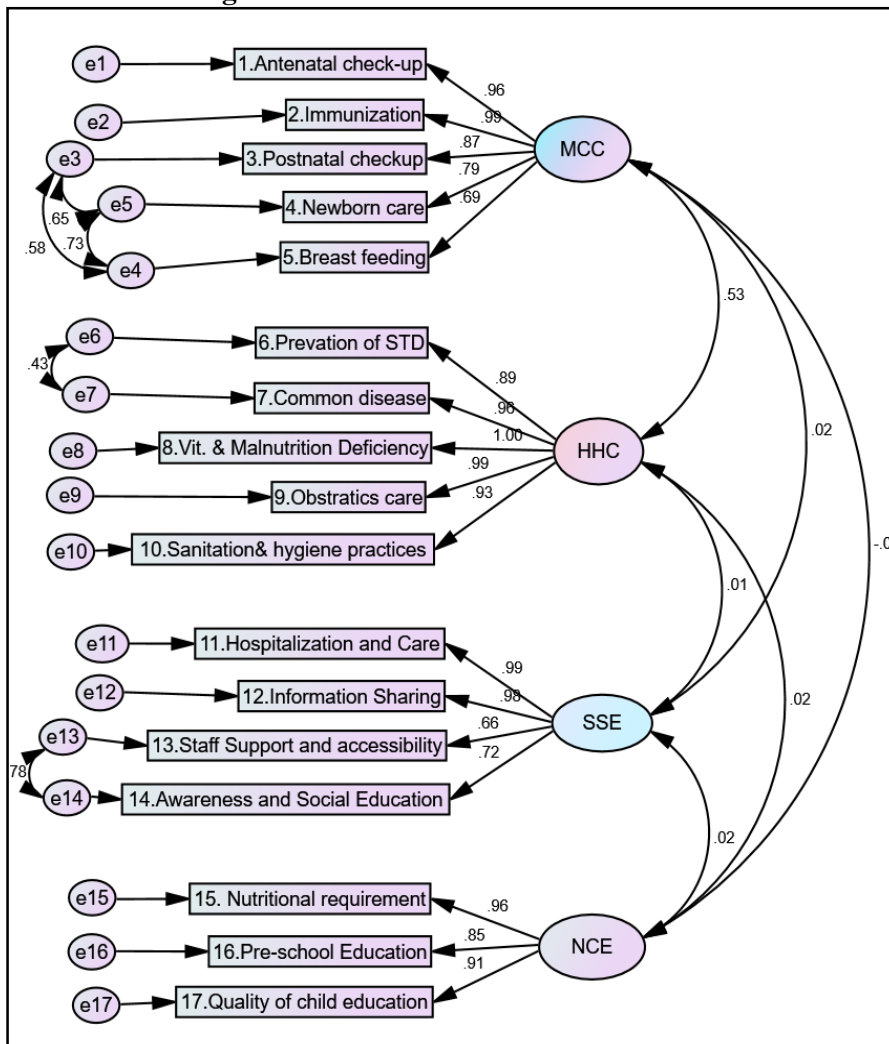 e1
1.Antenatal check-up
.96
e2
2.Immunization
.99
MCC
e3
3.Postnatal checkup
.87
e5
4.Newborn care
.79
.65
.69
.58
.73
e4
5.Breast feeding
.53
e6
6.Prevation of STD
.43
.89
e7
7.Common disease
.96
.02
e8
8.Vit. & Malnutrition Deficiency
1.00
HHC
e9
9.Obstratics care
.99
e10
10.Sanitation& hygiene practices
.93
-.0
.01
e11
11.Hospitalization and Care
.99
e12
12.Information Sharing
.98
.02
SSE
e13
13.Staff Support and accessibility
.66
78
e14
14.Awareness and Social Education
.72
.02
e15
15. Nutritional requirement
.96
e16
16.Pre-school Education
.85
NCE
e17
17.Quality of child education
.91